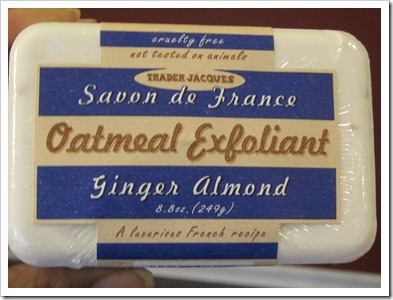 cruelty free
not tested on animals
TRADER JACQUES
Savon de France
Oatmeal Exfoliant
Ginger Almond
8.8oz. (249g)
A luxurious French recipe